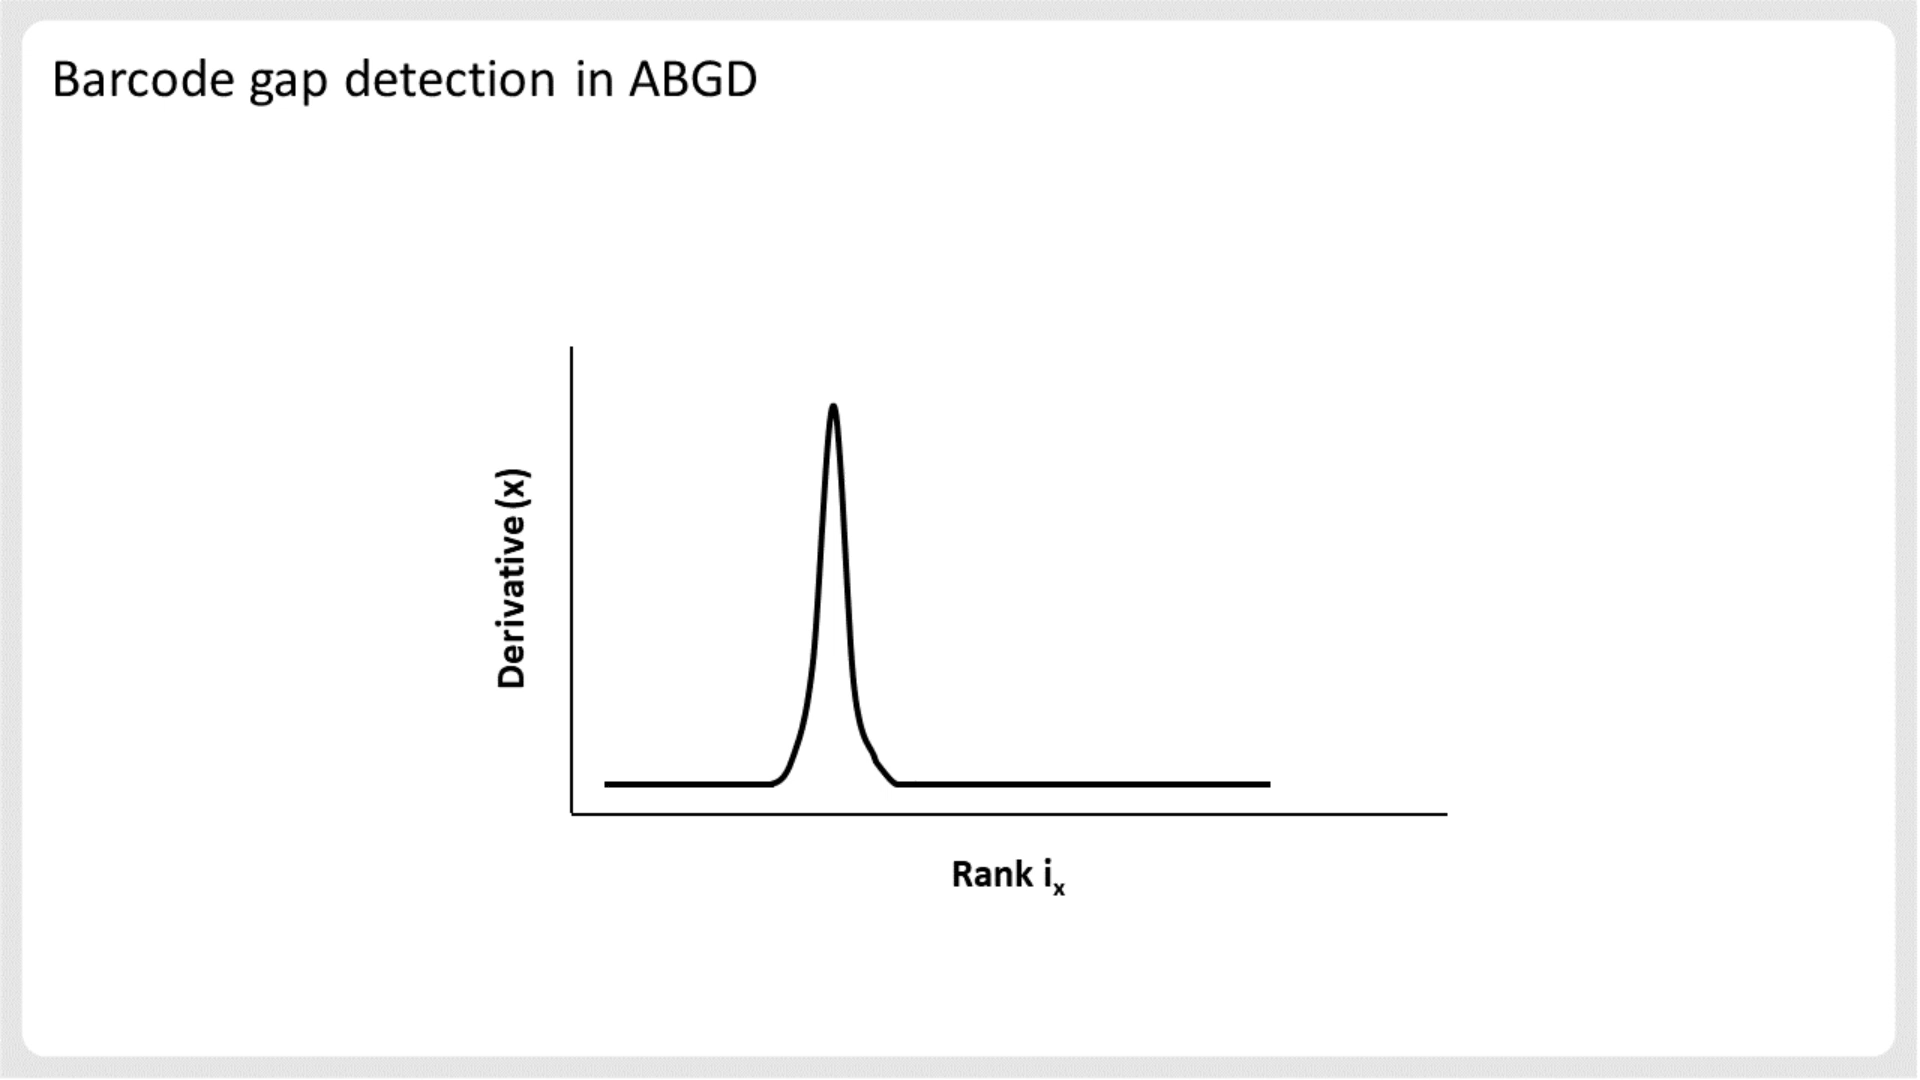 Barcode gap detection in ABGD
Derivative (x)
Rank iₓ